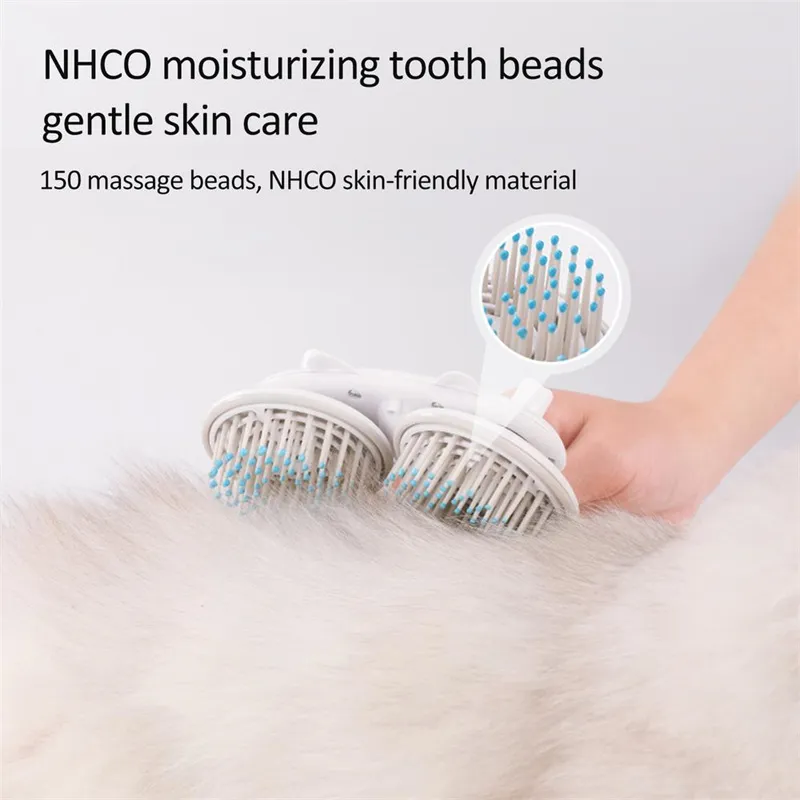 NHCO moisturizing tooth beads
gentle skin care
150 massage beads, NHCO skin-friendly material